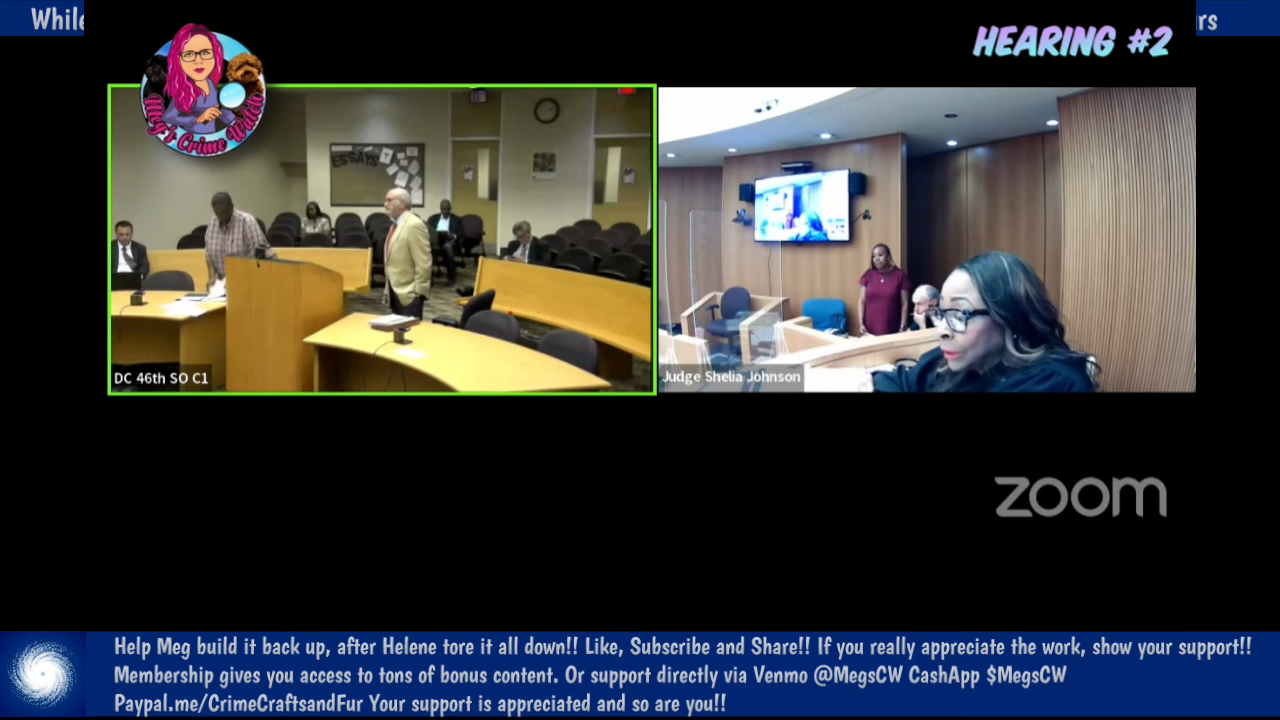 While
rs
HEARING #2
Meg's Crime Watch
ESSAYS
DC 46th SO C1
Judge Shelia Johnson
zoom
Help Meg build it back up, after Helene tore it all down!! Like, Subscribe and Share!! If you really appreciate the work, show your support!!
Membership gives you access to tons of bonus content. Or support directly via Venmo @MegsCW CashApp $MegsCW
Paypal.me/CrimeCraftsandFur Your support is appreciated and so are you!!